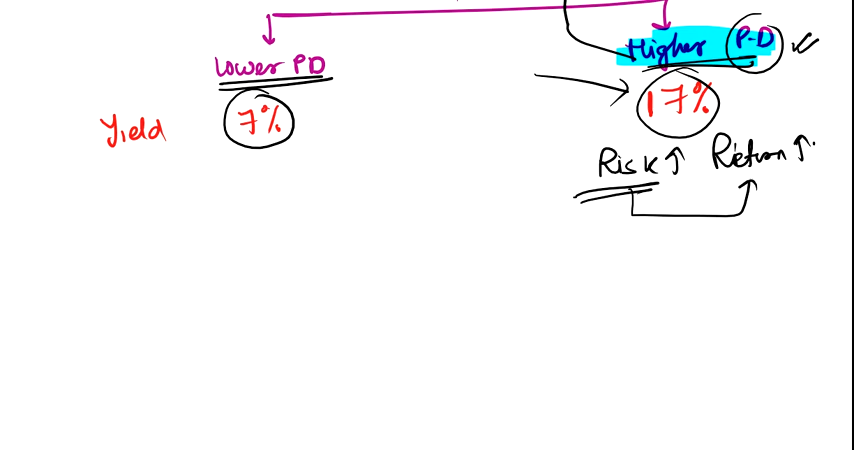 Higher P-D
Lower PD
17%
Yield 7%
Risk↑ Return↑